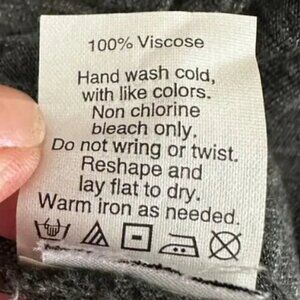 100% Viscose
Hand wash cold,
with like colors.
Non chlorine
bleach only.
Do not wring or twist.
Reshape and
lay flat to dry.
Warm iron as needed.